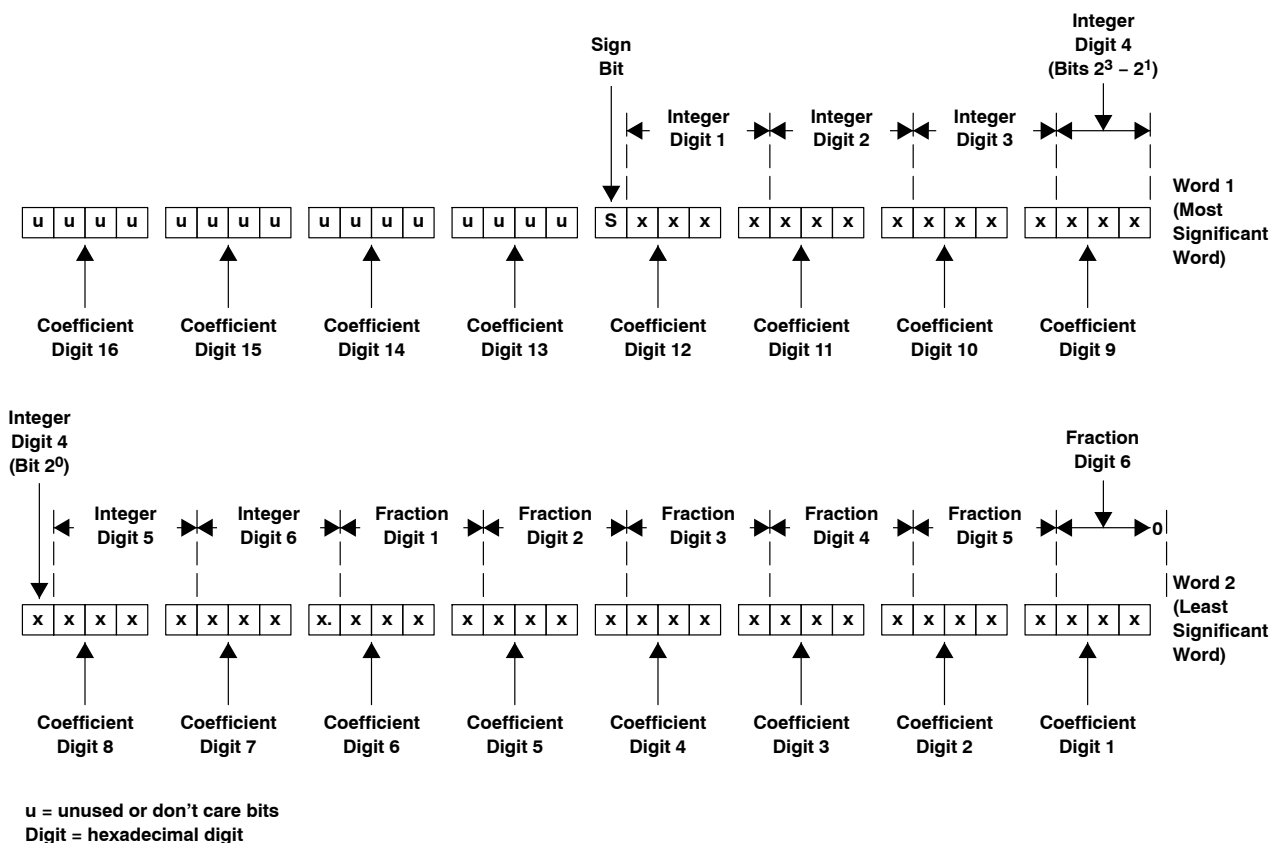 Integer
Digit 4
(Bits 2³ – 2¹)
Sign
Bit
Integer
Digit 1
Integer
Digit 2
Integer
Digit 3
u u u u
u u u u
u u u u
u u u u
S x x x
x x x x
x x x x
x x x x
Word 1
(Most
Significant
Word)
Coefficient
Digit 16
Coefficient
Digit 15
Coefficient
Digit 14
Coefficient
Digit 13
Coefficient
Digit 12
Coefficient
Digit 11
Coefficient
Digit 10
Coefficient
Digit 9
Integer
Digit 4
(Bit 2⁰)
Integer
Digit 5
Integer
Digit 6
Fraction
Digit 1
Fraction
Digit 2
Fraction
Digit 3
Fraction
Digit 4
Fraction
Digit 5
Fraction
Digit 6
0
x x x x
x x x x
x. x x x
x x x x
x x x x
x x x x
x x x x
x x x x
Word 2
(Least
Significant
Word)
Coefficient
Digit 8
Coefficient
Digit 7
Coefficient
Digit 6
Coefficient
Digit 5
Coefficient
Digit 4
Coefficient
Digit 3
Coefficient
Digit 2
Coefficient
Digit 1
u = unused or don’t care bits
Digit = hexadecimal digit